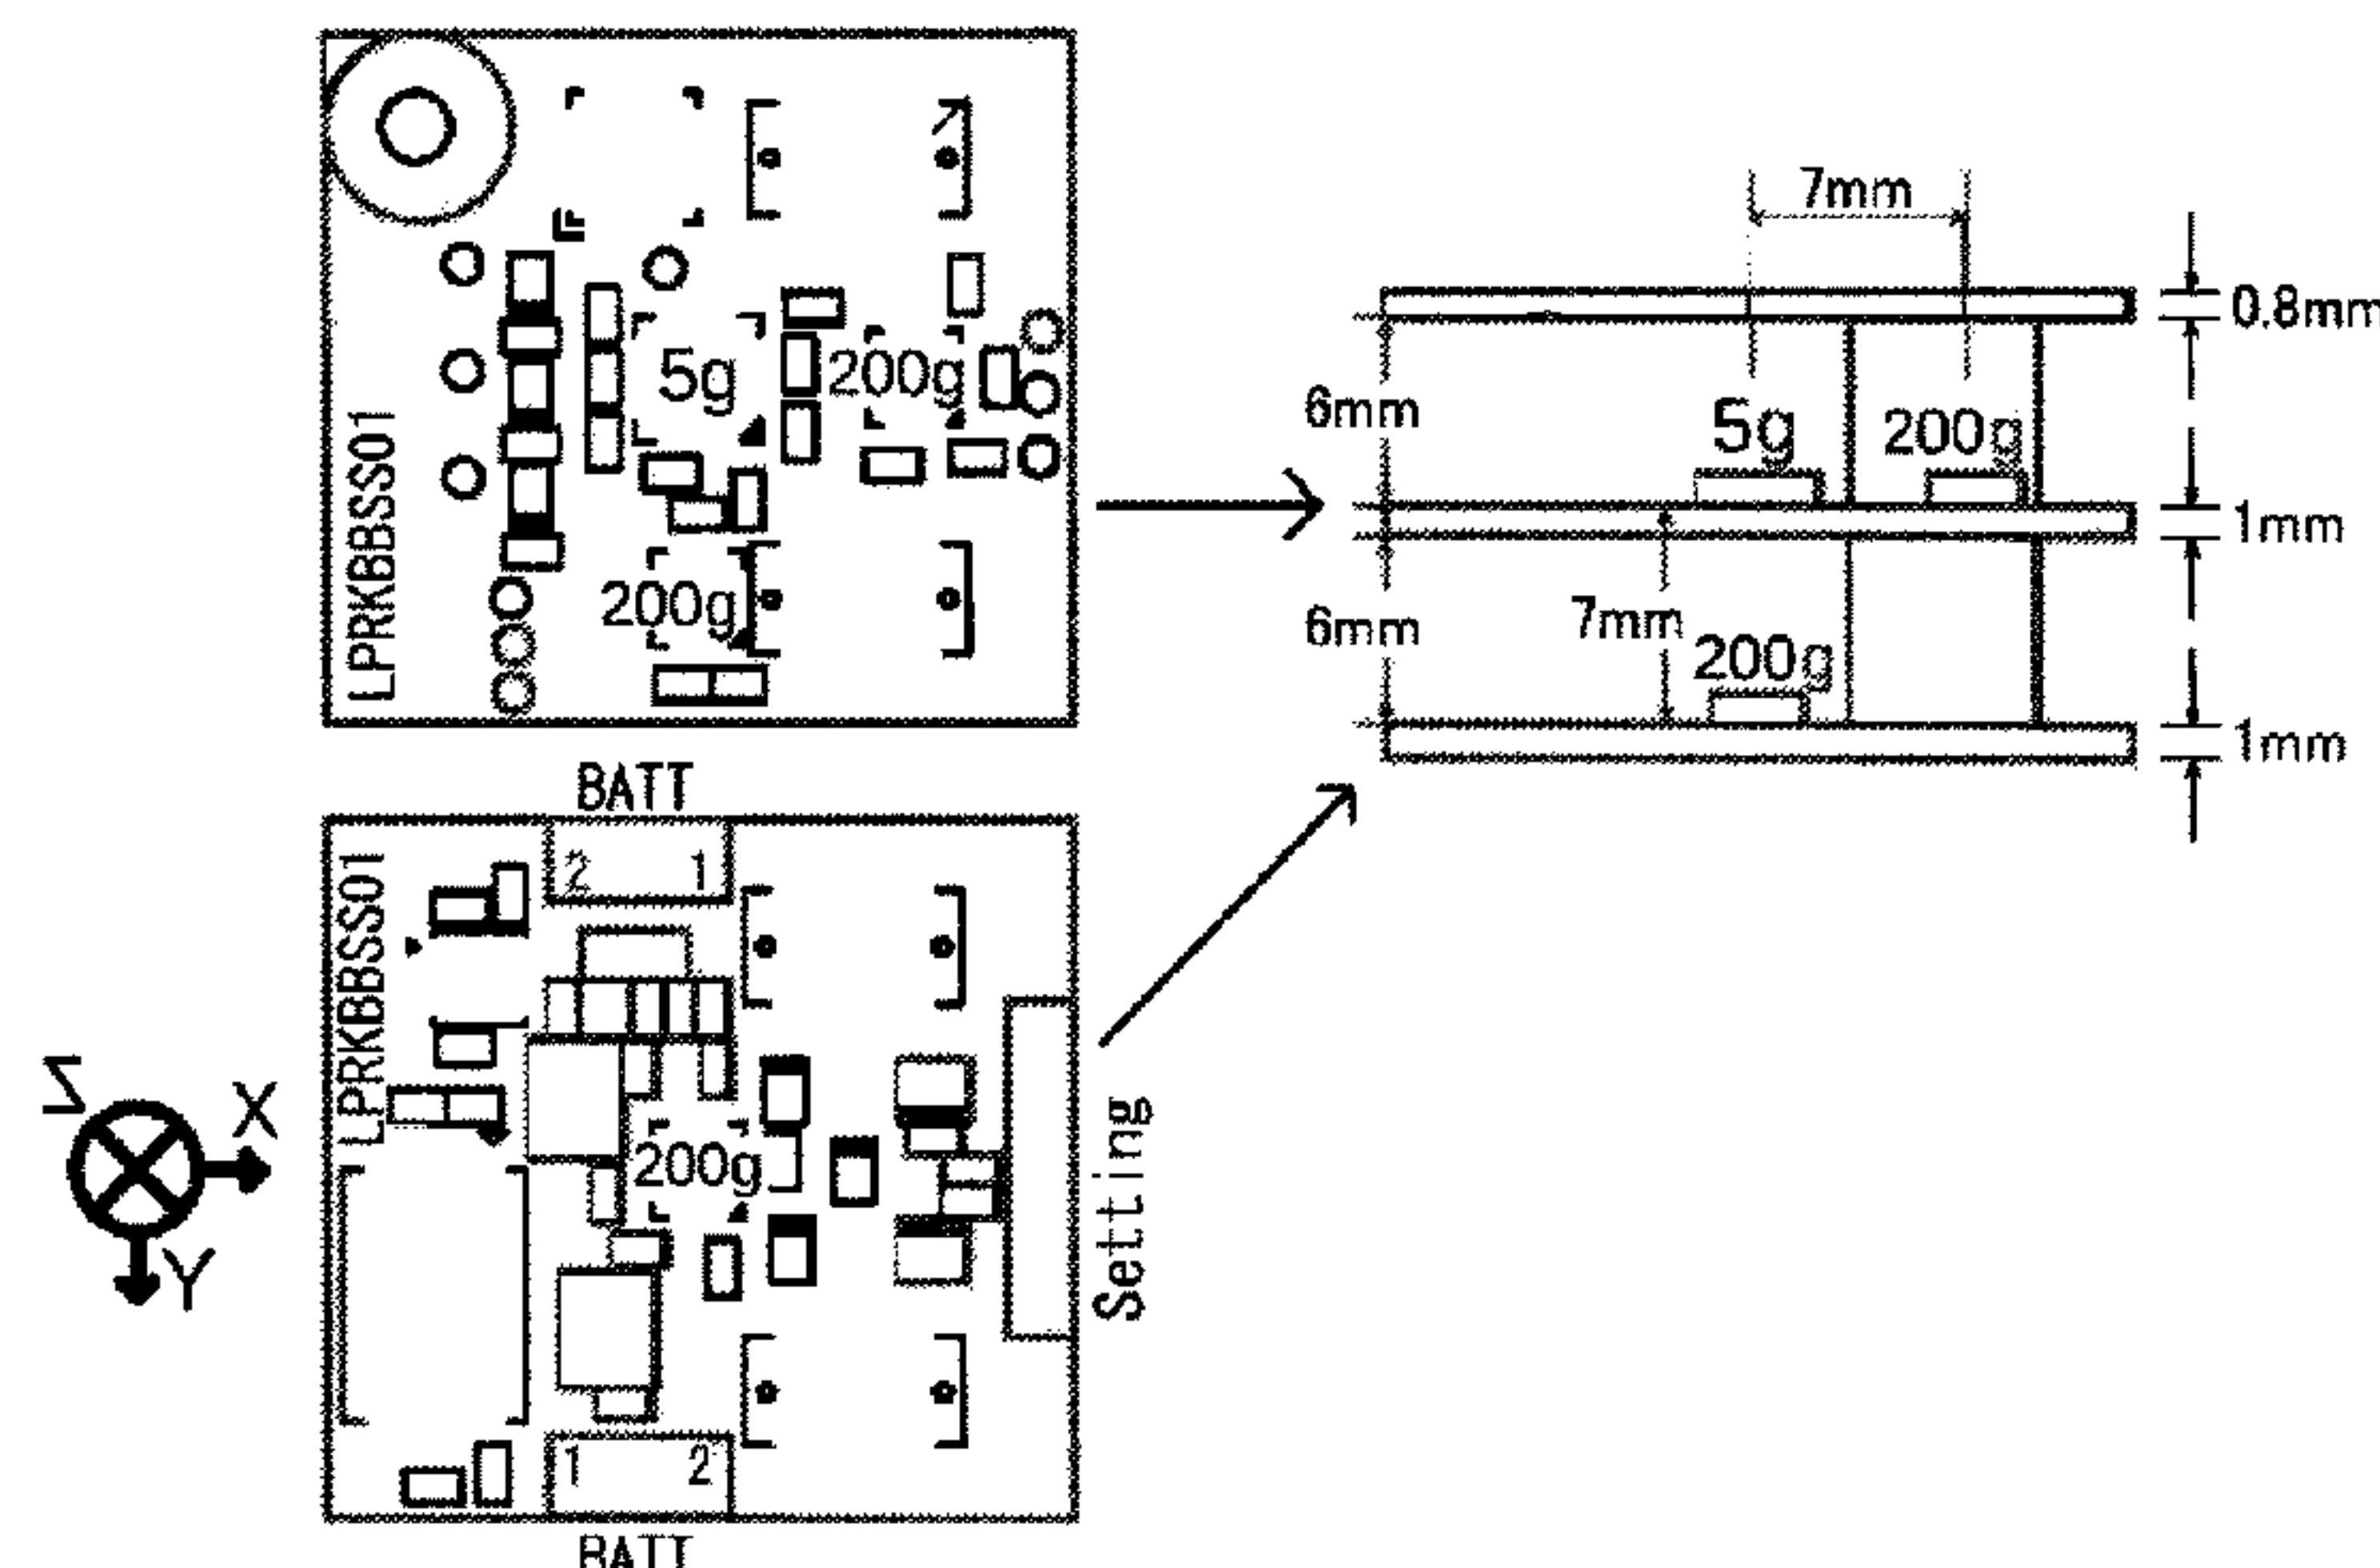 5g
200g
LPRKBBSS01
200g
7mm
0.8mm
6mm
5g
200g
1mm
6mm
7mm
200g
1mm
BATT
2
1
LPRKBBSS01
Z
X
200g
Y
Setting
1
2
BATT